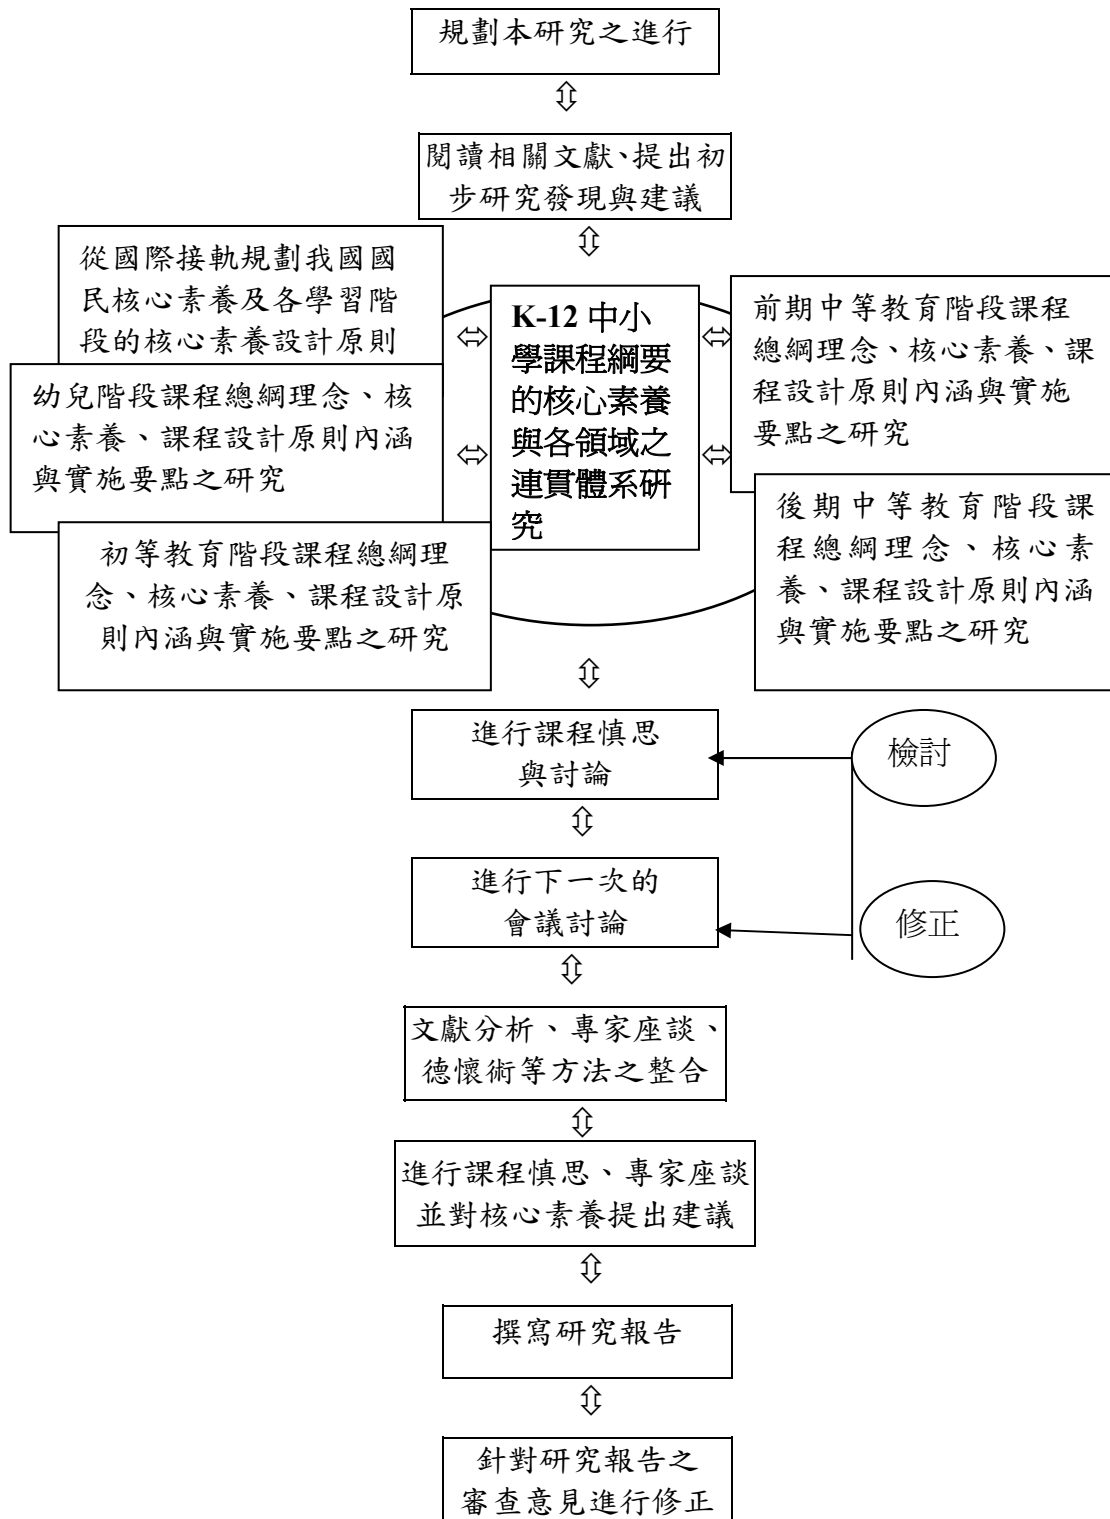 規劃本研究之進行
閱讀相關文獻、提出初
步研究發現與建議
從國際接軌規劃我國國
民核心素養及各學習階
段的核心素養設計原則
幼兒階段課程總綱理念、核
心素養、課程設計原則內涵
與實施要點之研究
初等教育階段課程總綱理
念、核心素養、課程設計原
則內涵與實施要點之研究
K-12 中小
學課程綱要
的核心素養
與各領域之
連貫體系研
究
前期中等教育階段課程
總綱理念、核心素養、課
程設計原則內涵與實施
要點之研究
後期中等教育階段課
程總綱理念、核心素
養、課程設計原則內涵
與實施要點之研究
進行課程慎思
與討論
檢討
進行下一次的
會議討論
修正
文獻分析、專家座談、
德懷術等方法之整合
進行課程慎思、專家座談
並對核心素養提出建議
撰寫研究報告
針對研究報告之
審查意見進行修正